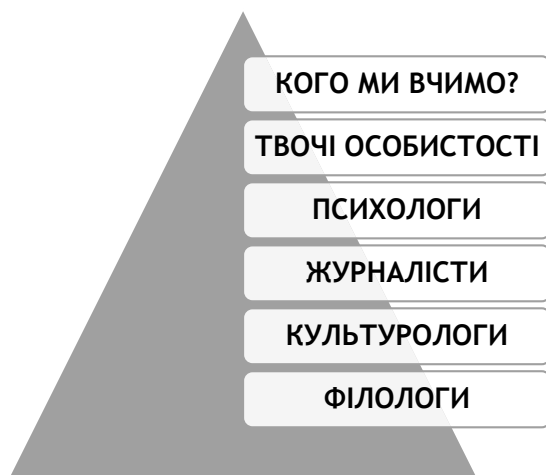 КОГО МИ ВЧИМО?
ТВОЧІ ОСОБИСТОСТІ
ПСИХОЛОГИ
ЖУРНАЛІСТИ
КУЛЬТУРОЛОГИ
ФІЛОЛОГИ